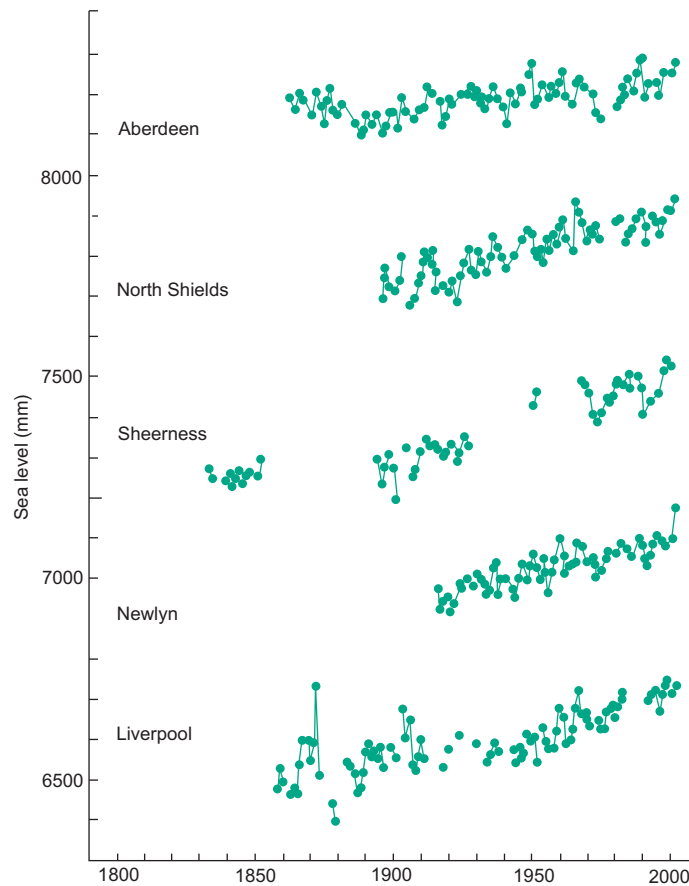 Aberdeen
8000
North Shields
7500
Sheerness
Sea level (mm)
7000
Newlyn
Liverpool
6500
1800 1850 1900 1950 2000